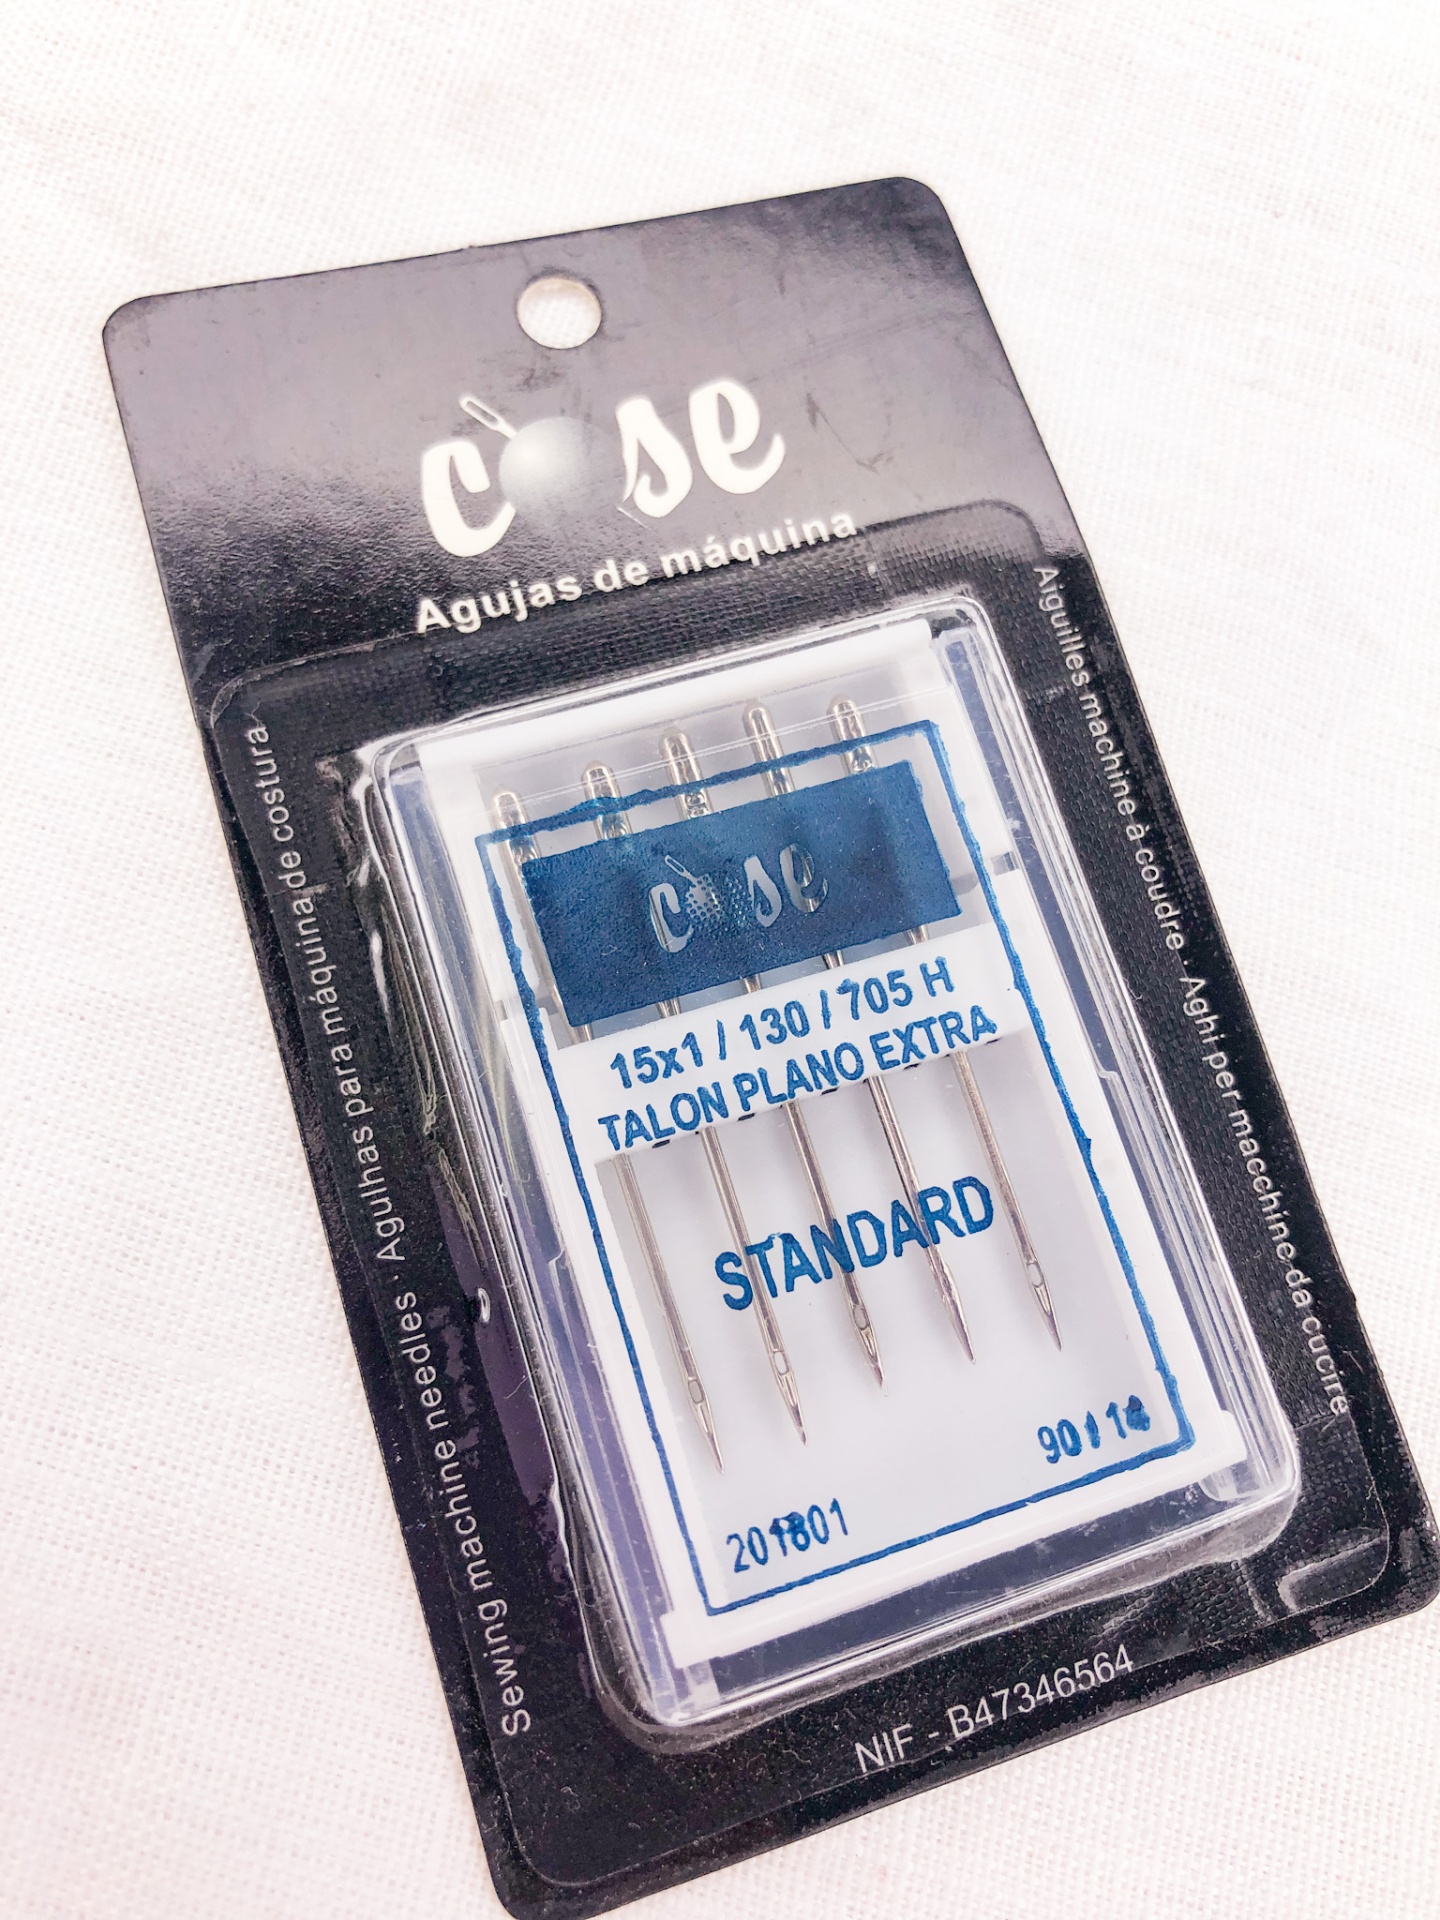 cose
Agujas de máquina
Sewing machine needles · Agulhas para máquina de costura
Aiguilles machine à coudre · Aghi per macchine da cucire
cose
15x1 / 130 / 705 H
TALON PLANO EXTRA
STANDARD
90 / 14
201801
NIF - B47346564